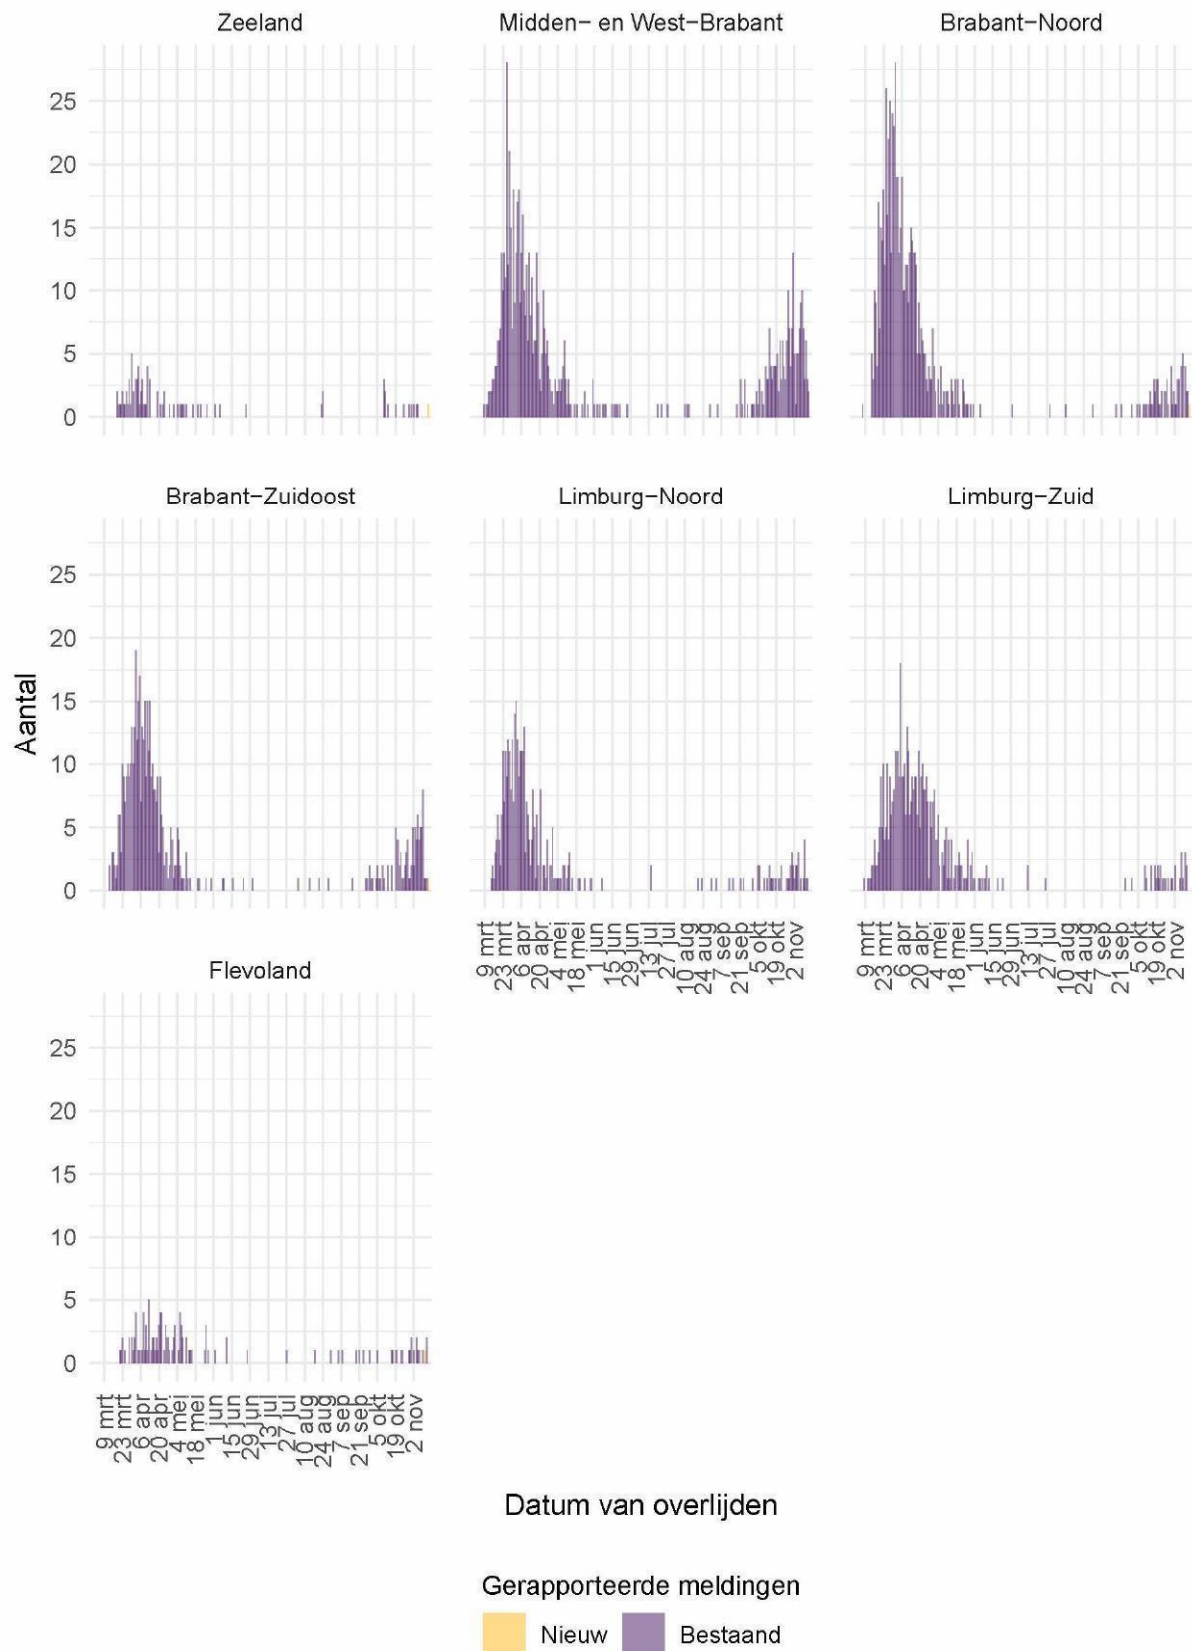 Zeeland Midden- en West-Brabant Brabant-Noord
25
20
15
10
5
0
Brabant-Zuidoost Limburg-Noord Limburg-Zuid
Aantal
25
20
15
10
5
0
9 mrt
23 mrt
6 apr
20 apr
4 mei
18 mei
1 jun
15 jun
29 jun
13 jul
27 jul
10 aug
24 aug
7 sep
21 sep
5 okt
19 okt
2 nov
9 mrt
23 mrt
6 apr
20 apr
4 mei
18 mei
1 jun
15 jun
29 jun
13 jul
27 jul
10 aug
24 aug
7 sep
21 sep
5 okt
19 okt
2 nov
Flevoland
25
20
15
10
5
0
9 mrt
23 mrt
6 apr
20 apr
4 mei
18 mei
1 jun
15 jun
29 jun
13 jul
27 jul
10 aug
24 aug
7 sep
21 sep
5 okt
19 okt
2 nov
Datum van overlijden
Gerapporteerde meldingen
Nieuw Bestaand